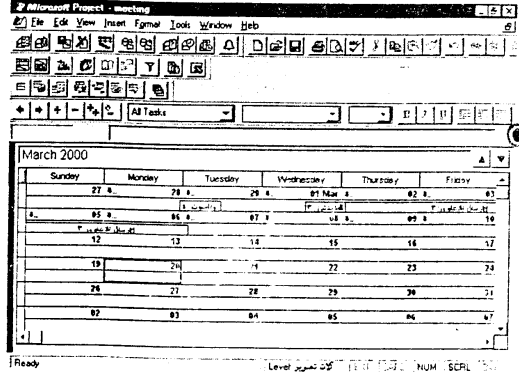 Microsoft Project - meeting
File Edit View Insert Format Tools Window Help
All Tasks
March 2000
Sunday Monday Tuesday Wednesday Thursday Friday
27 28 29 01 Mar 02 03
05 06 07 08 09 10
12 13 14 15 16 17
19 20 21 22 23 24
26 27 28 29 30 31
02 03 04 05 06 07
Ready NUM SCRL